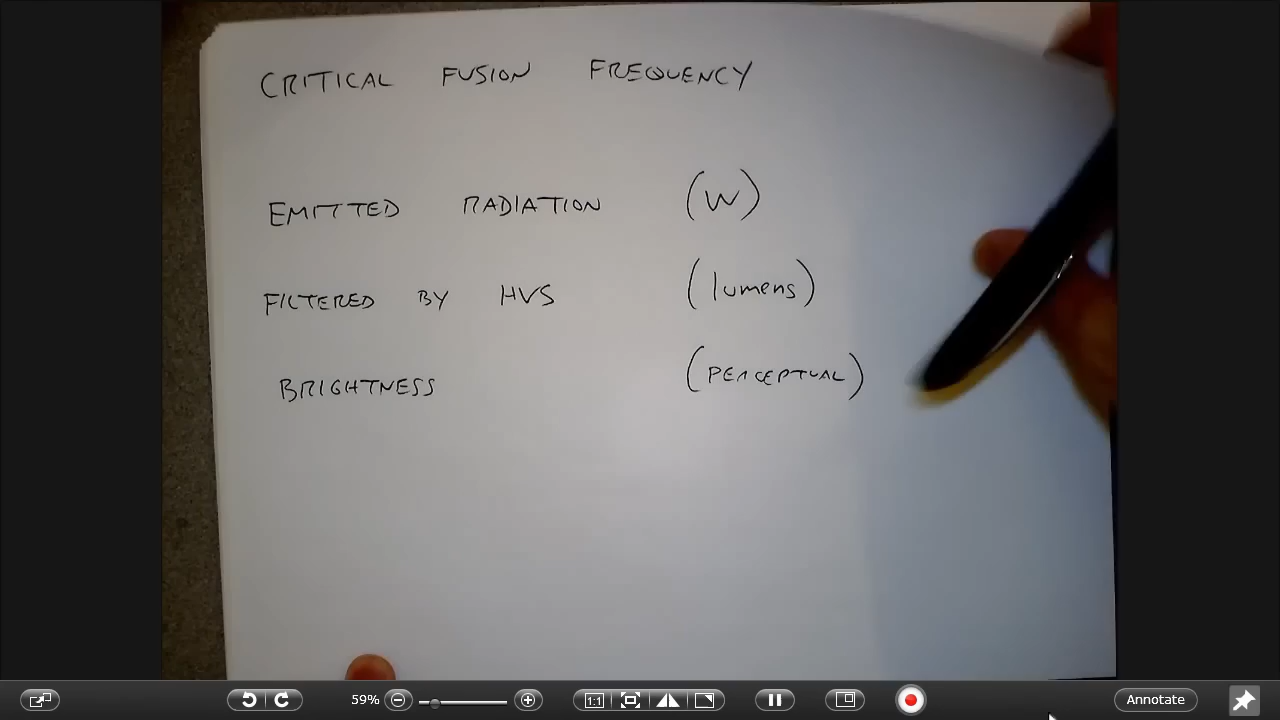 CRITICAL FUSION FREQUENCY
EMITTED RADIATION (W)
FILTERED BY HVS (lumens)
BRIGHTNESS (PERCEPTUAL)
59% 1:1 Annotate